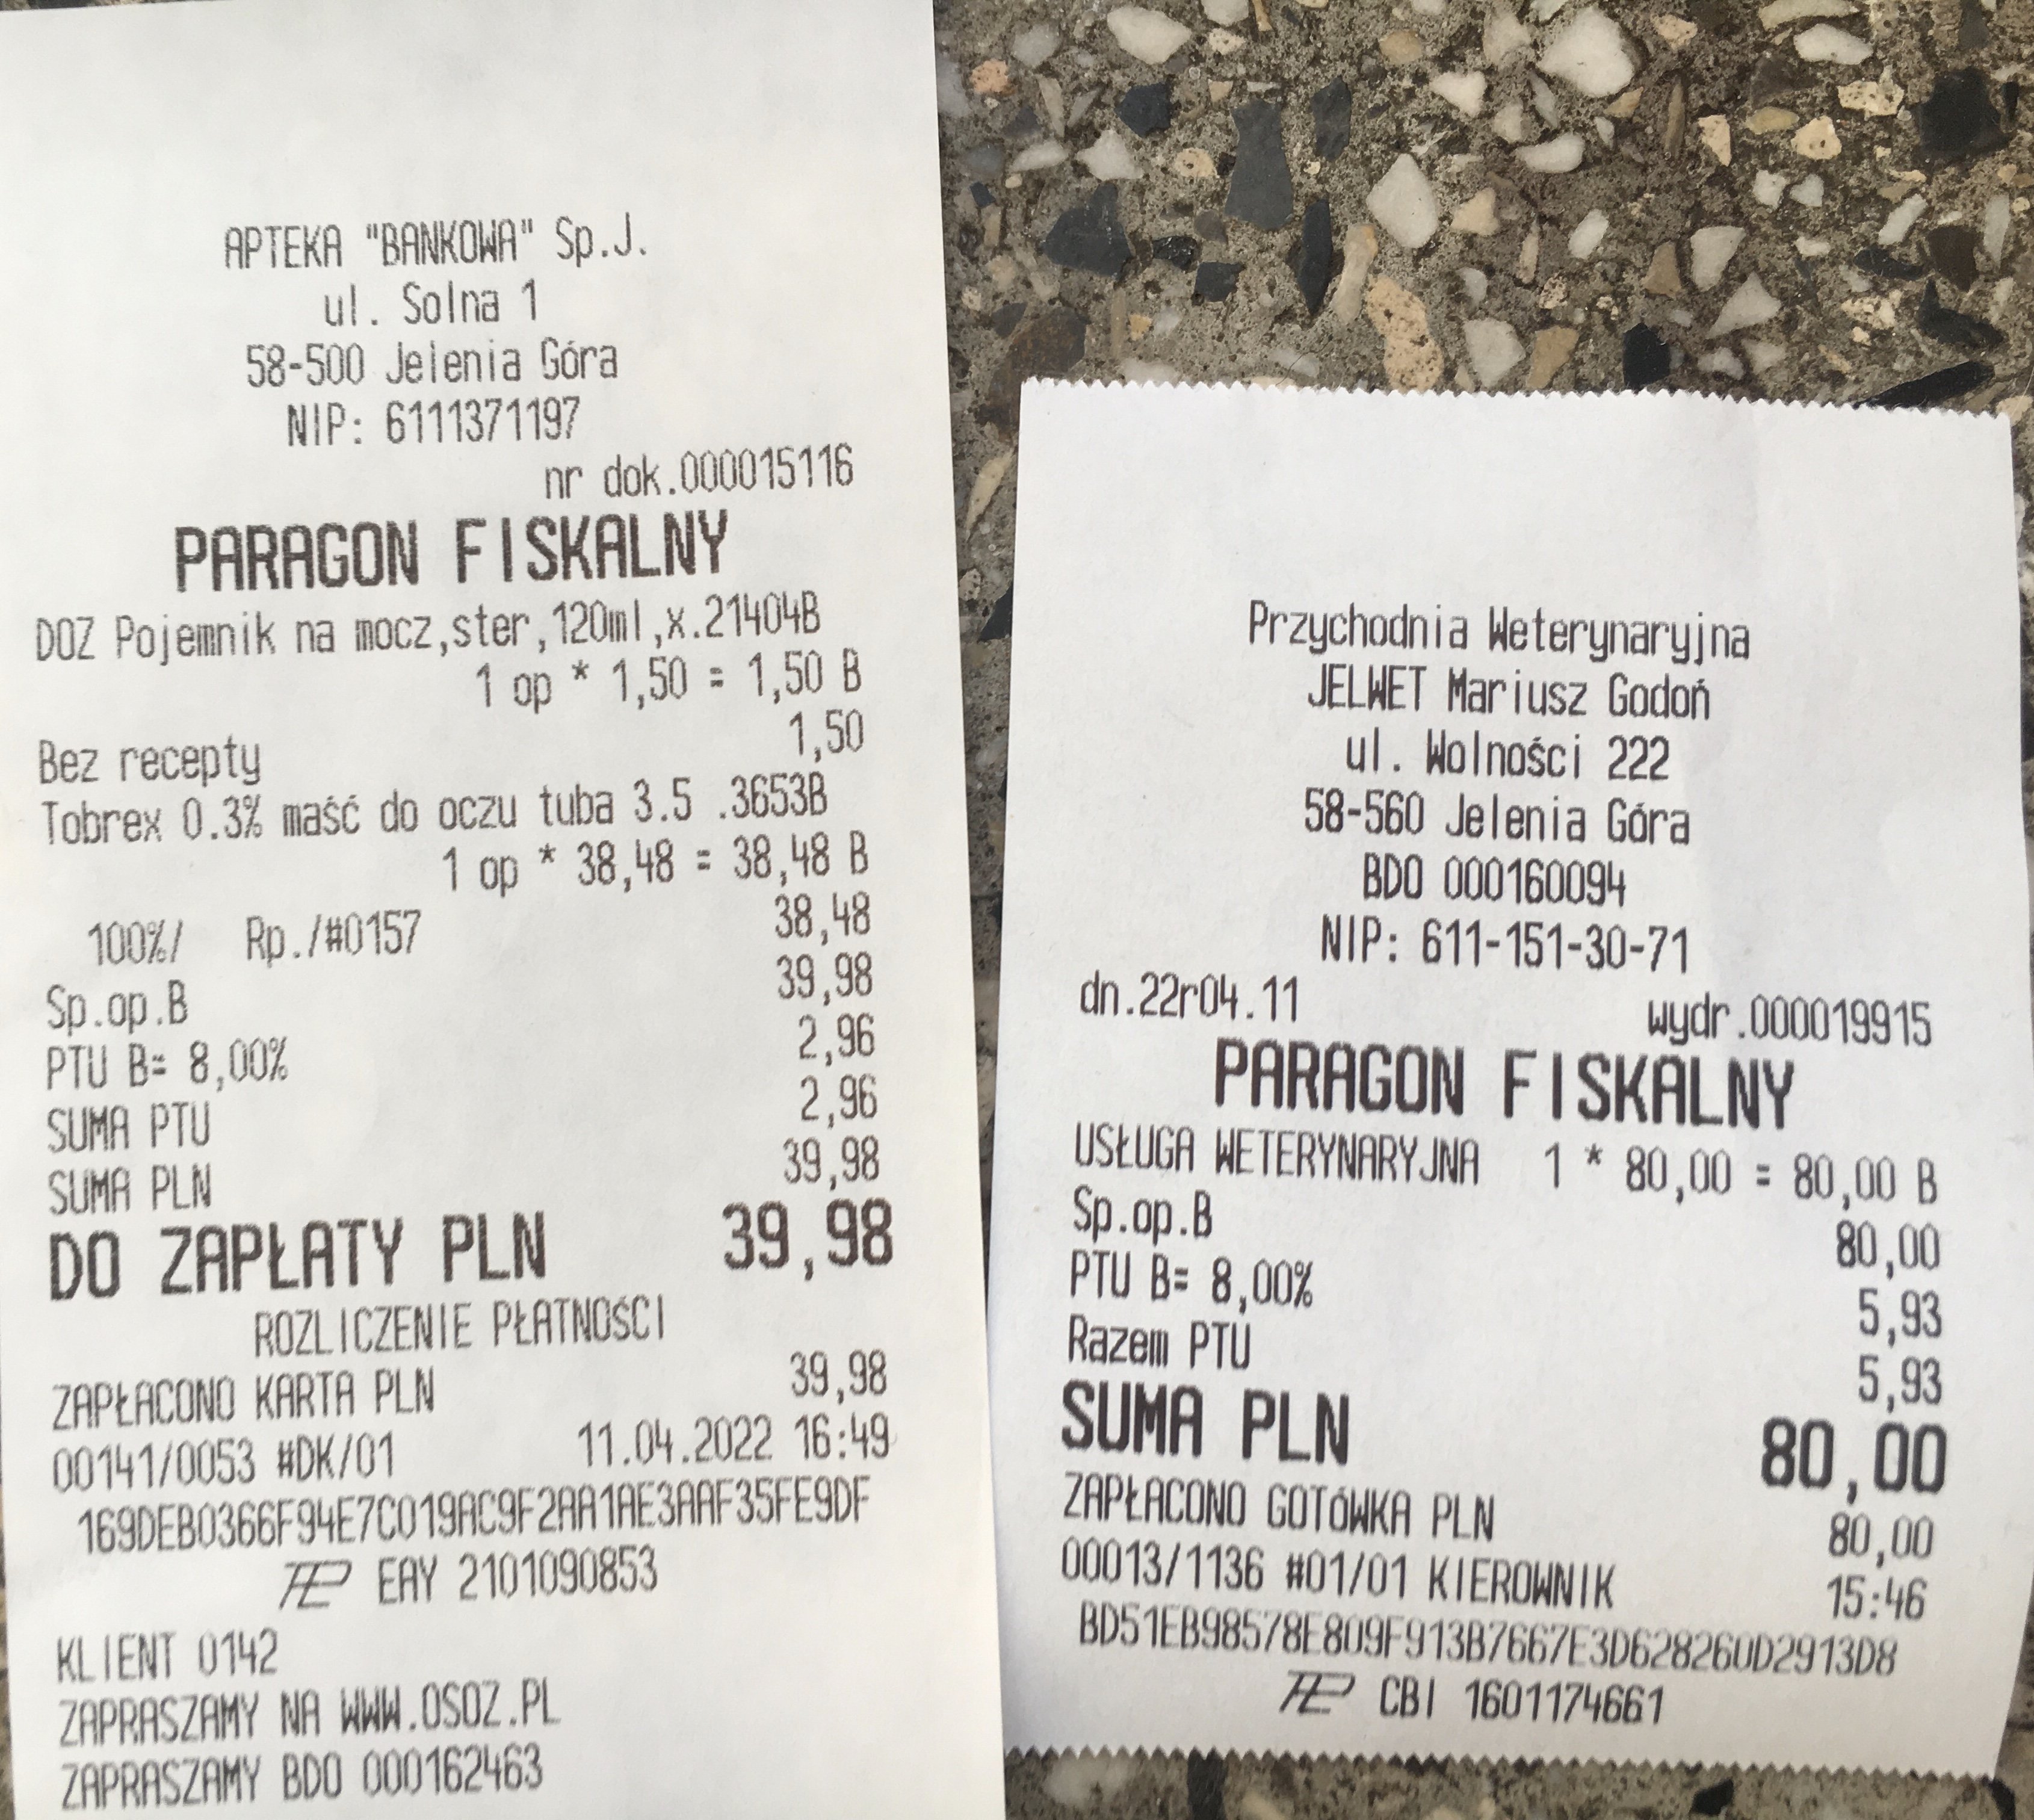 APTEKA "BANKOWA" Sp.J.
ul. Solna 1
58-500 Jelenia Góra
NIP: 6111371197
nr dok.000015116
PARAGON FISKALNY
DOZ Pojemnik na mocz,ster,120ml,x.21404B
1 op * 1,50 = 1,50 B
Bez recepty 1,50
Tobrex 0.3% maść do oczu tuba 3.5 .3653B
1 op * 38,48 = 38,48 B
100%/ Rp./#0157 38,48
Sp.op.B 39,98
PTU B= 8,00% 2,96
SUMA PTU 2,96
SUMA PLN 39,98
DO ZAPŁATY PLN 39,98
ROZLICZENIE PŁATNOŚCI
ZAPŁACONO KARTA PLN 39,98
00141/0053 #DK/01 11.04.2022 16:49
169DEB0366F94E7C019AC9F2AA1AE3AAF35FE9DF
EAY 2101090853
KLIENT 0142
ZAPRASZAMY NA WWW.OSOZ.PL
ZAPRASZAMY BDO 000162463
Przychodnia Weterynaryjna
JELWET Mariusz Godoń
ul. Wolności 222
58-560 Jelenia Góra
BDO 000160094
NIP: 611-151-30-71
dn.22r04.11 wydr.000019915
PARAGON FISKALNY
USŁUGA WETERYNARYJNA 1 * 80,00 = 80,00 B
Sp.op.B 80,00
PTU B= 8,00% 5,93
Razem PTU 5,93
SUMA PLN 80,00
ZAPŁACONO GOTÓWKA PLN 80,00
00013/1136 #01/01 KIEROWNIK 15:46
BD51EB98578E809F913B7667E3D628260D2913D8
CBI 1601174661